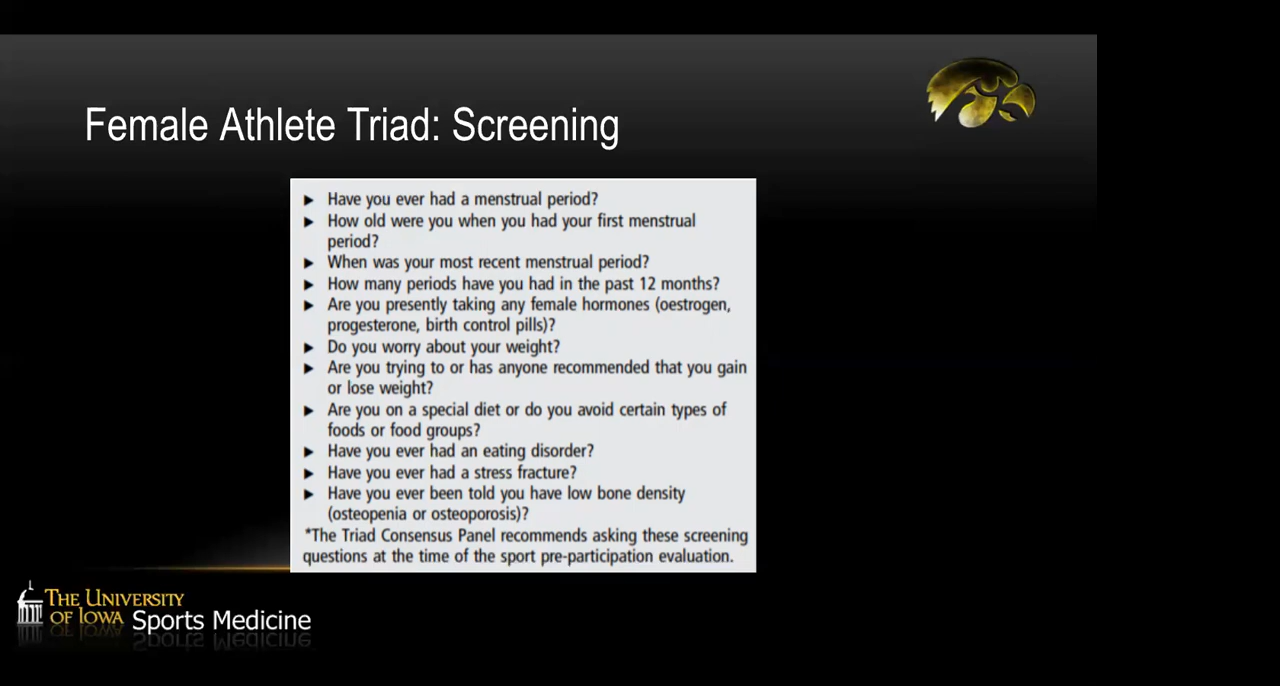 Female Athlete Triad: Screening
► Have you ever had a menstrual period?
► How old were you when you had your first menstrual
period?
► When was your most recent menstrual period?
► How many periods have you had in the past 12 months?
► Are you presently taking any female hormones (oestrogen,
progesterone, birth control pills)?
► Do you worry about your weight?
► Are you trying to or has anyone recommended that you gain
or lose weight?
► Are you on a special diet or do you avoid certain types of
foods or food groups?
► Have you ever had an eating disorder?
► Have you ever had a stress fracture?
► Have you ever been told you have low bone density
(osteopenia or osteoporosis)?
*The Triad Consensus Panel recommends asking these screening
questions at the time of the sport pre-participation evaluation.
THE UNIVERSITY
OF IOWA Sports Medicine